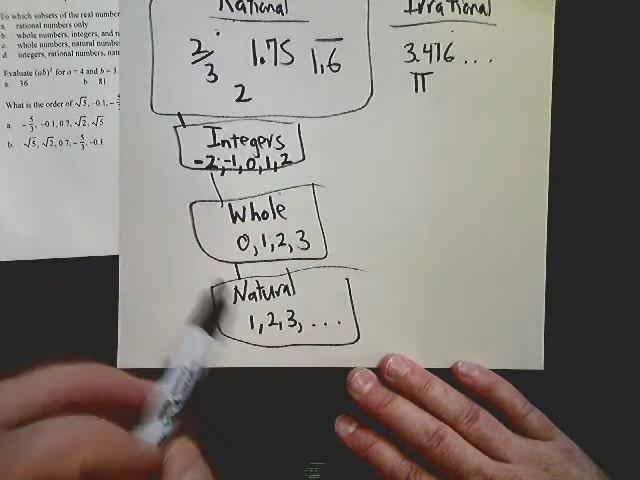 To which subsets of the real number
a. rational numbers only
b. whole numbers, integers, and
c. whole numbers, natural numbe
d. integers, rational numbers, nat
Evaluate (ab)² for a = 4 and b = 3.
a. 36 b. 81
What is the order of √5, -0.1, -5/3
a. -5/3, -0.1, 0.7, √2, √5
b. √5, √2, 0.7, -5/3, -0.1
Rational
2/3 1.75 1.6̅
2
Integers
-2,-1,0,1,2
Whole
0,1,2,3
Natural
1,2,3,...
Irrational
3.476...
π